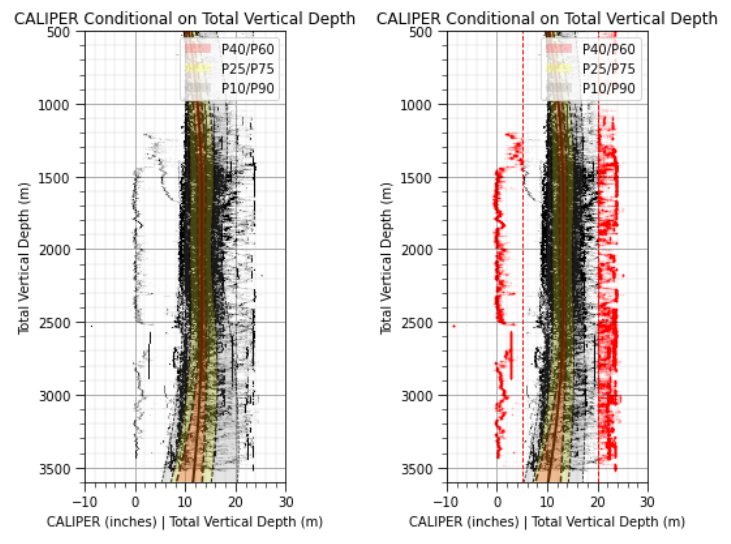 CALIPER Conditional on Total Vertical Depth
500
1000
1500
2000
2500
3000
3500
Total Vertical Depth (m)
P40/P60
P25/P75
P10/P90
−10 0 10 20 30
CALIPER (inches) | Total Vertical Depth (m)
CALIPER Conditional on Total Vertical Depth
500
1000
1500
2000
2500
3000
3500
Total Vertical Depth (m)
P40/P60
P25/P75
P10/P90
−10 0 10 20 30
CALIPER (inches) | Total Vertical Depth (m)